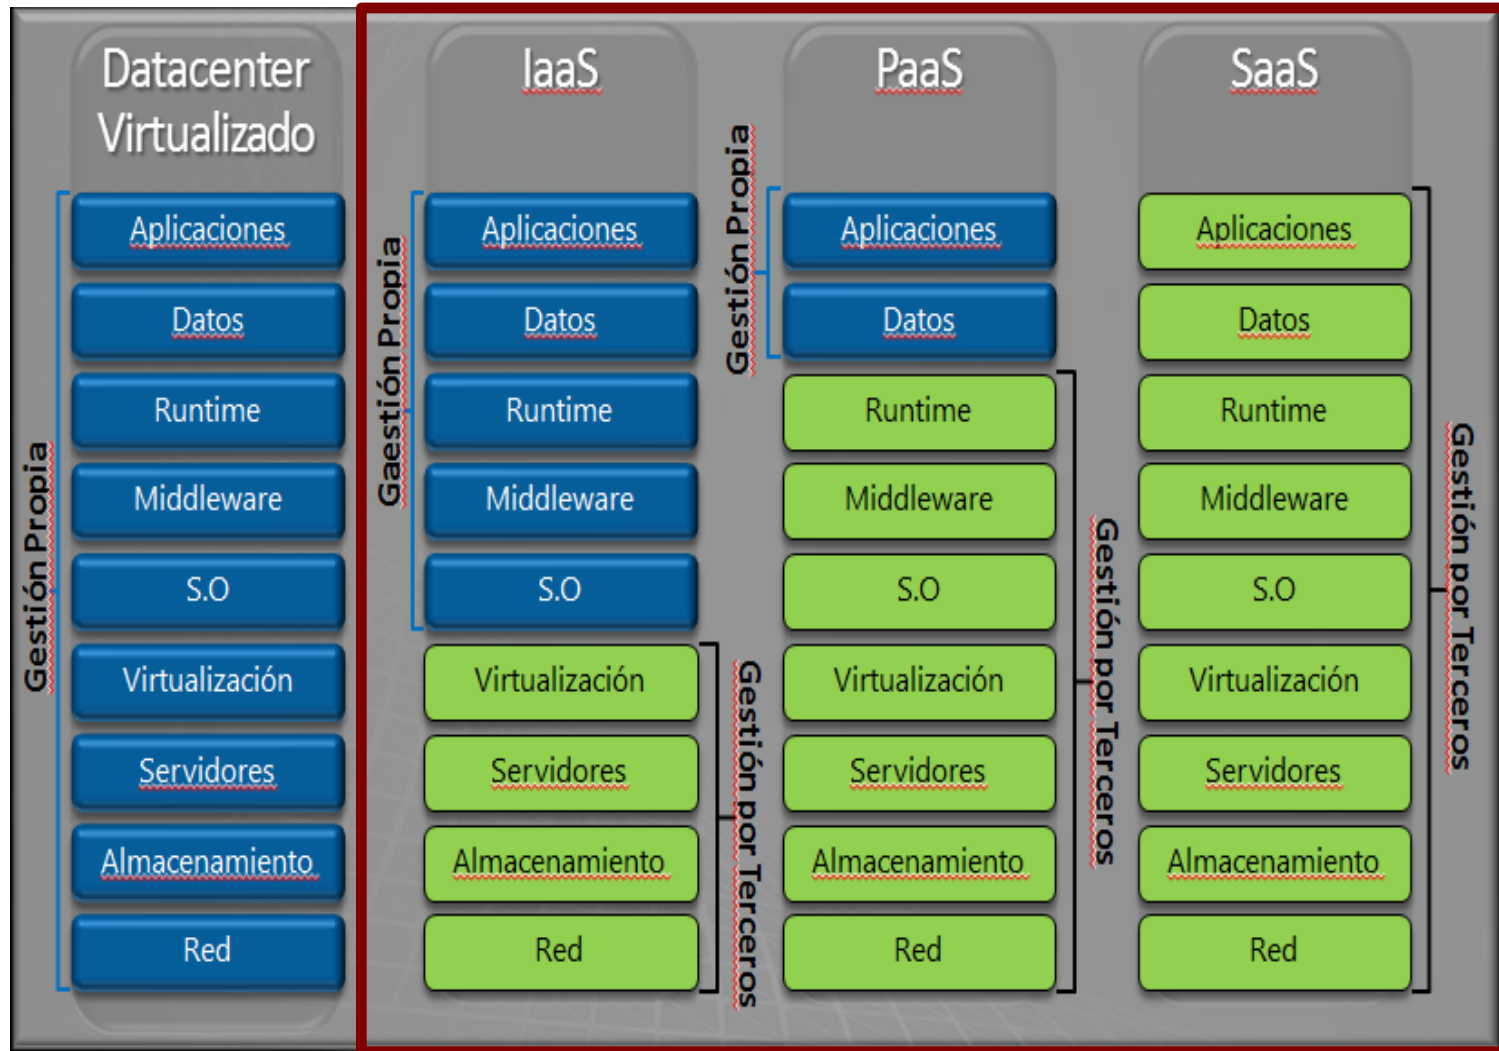 Datacenter
Virtualizado
Gestión Propia
Aplicaciones
Datos
Runtime
Middleware
S.O
Virtualización
Servidores
Almacenamiento
Red
IaaS
Gaestión Propia
Aplicaciones
Datos
Runtime
Middleware
S.O
Virtualización
Servidores
Almacenamiento
Red
Gestión por Terceros
PaaS
Gestión Propia
Aplicaciones
Datos
Runtime
Middleware
S.O
Virtualización
Servidores
Almacenamiento
Red
Gestión por Terceros
SaaS
Aplicaciones
Datos
Runtime
Middleware
S.O
Virtualización
Servidores
Almacenamiento
Red
Gestión por Terceros